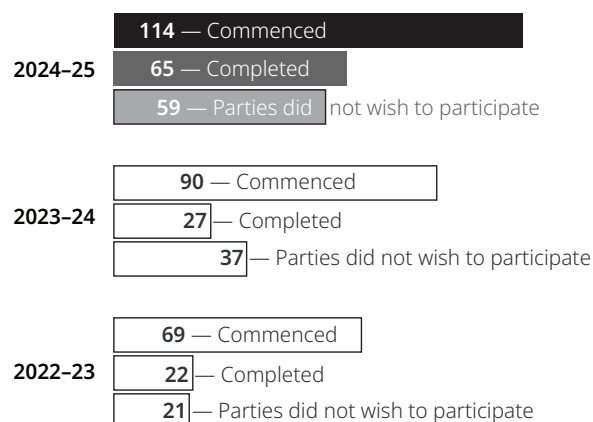 114 — Commenced
2024–25
65 — Completed
59 — Parties did not wish to participate
90 — Commenced
2023–24
27 — Completed
37 — Parties did not wish to participate
69 — Commenced
2022–23
22 — Completed
21 — Parties did not wish to participate